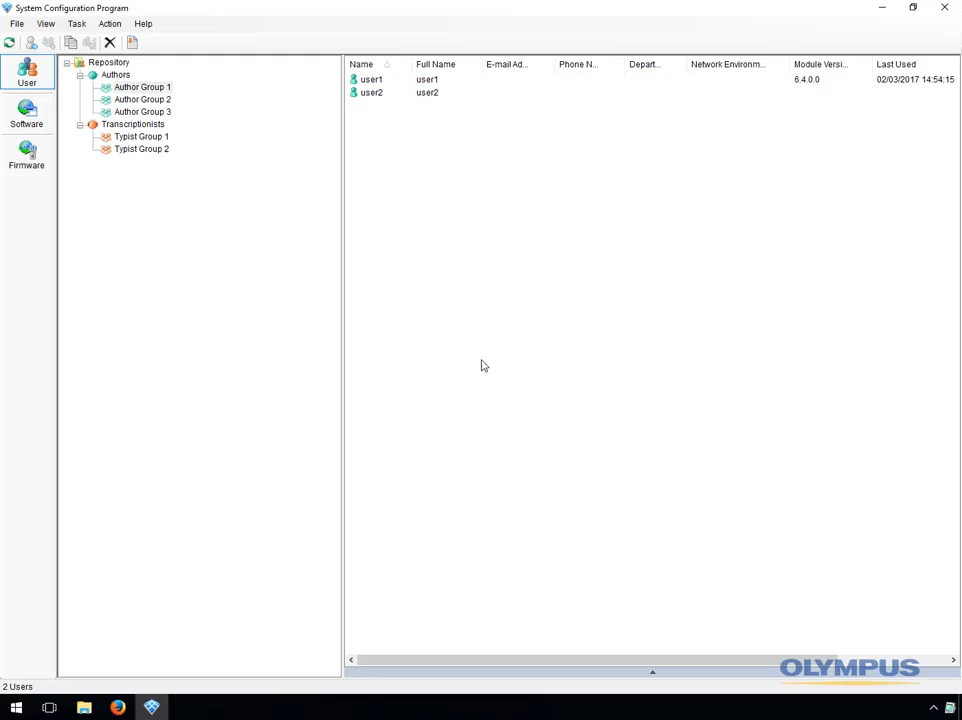 System Configuration Program
File View Task Action Help
User
Software
Firmware
Repository
Authors
Author Group 1
Author Group 2
Author Group 3
Transcriptionists
Typist Group 1
Typist Group 2
Name Full Name E-mail Ad... Phone N... Depart... Network Environm... Module Versi... Last Used
user1 user1 6.4.0.0 02/03/2017 14:54:15
user2 user2
OLYMPUS
2 Users